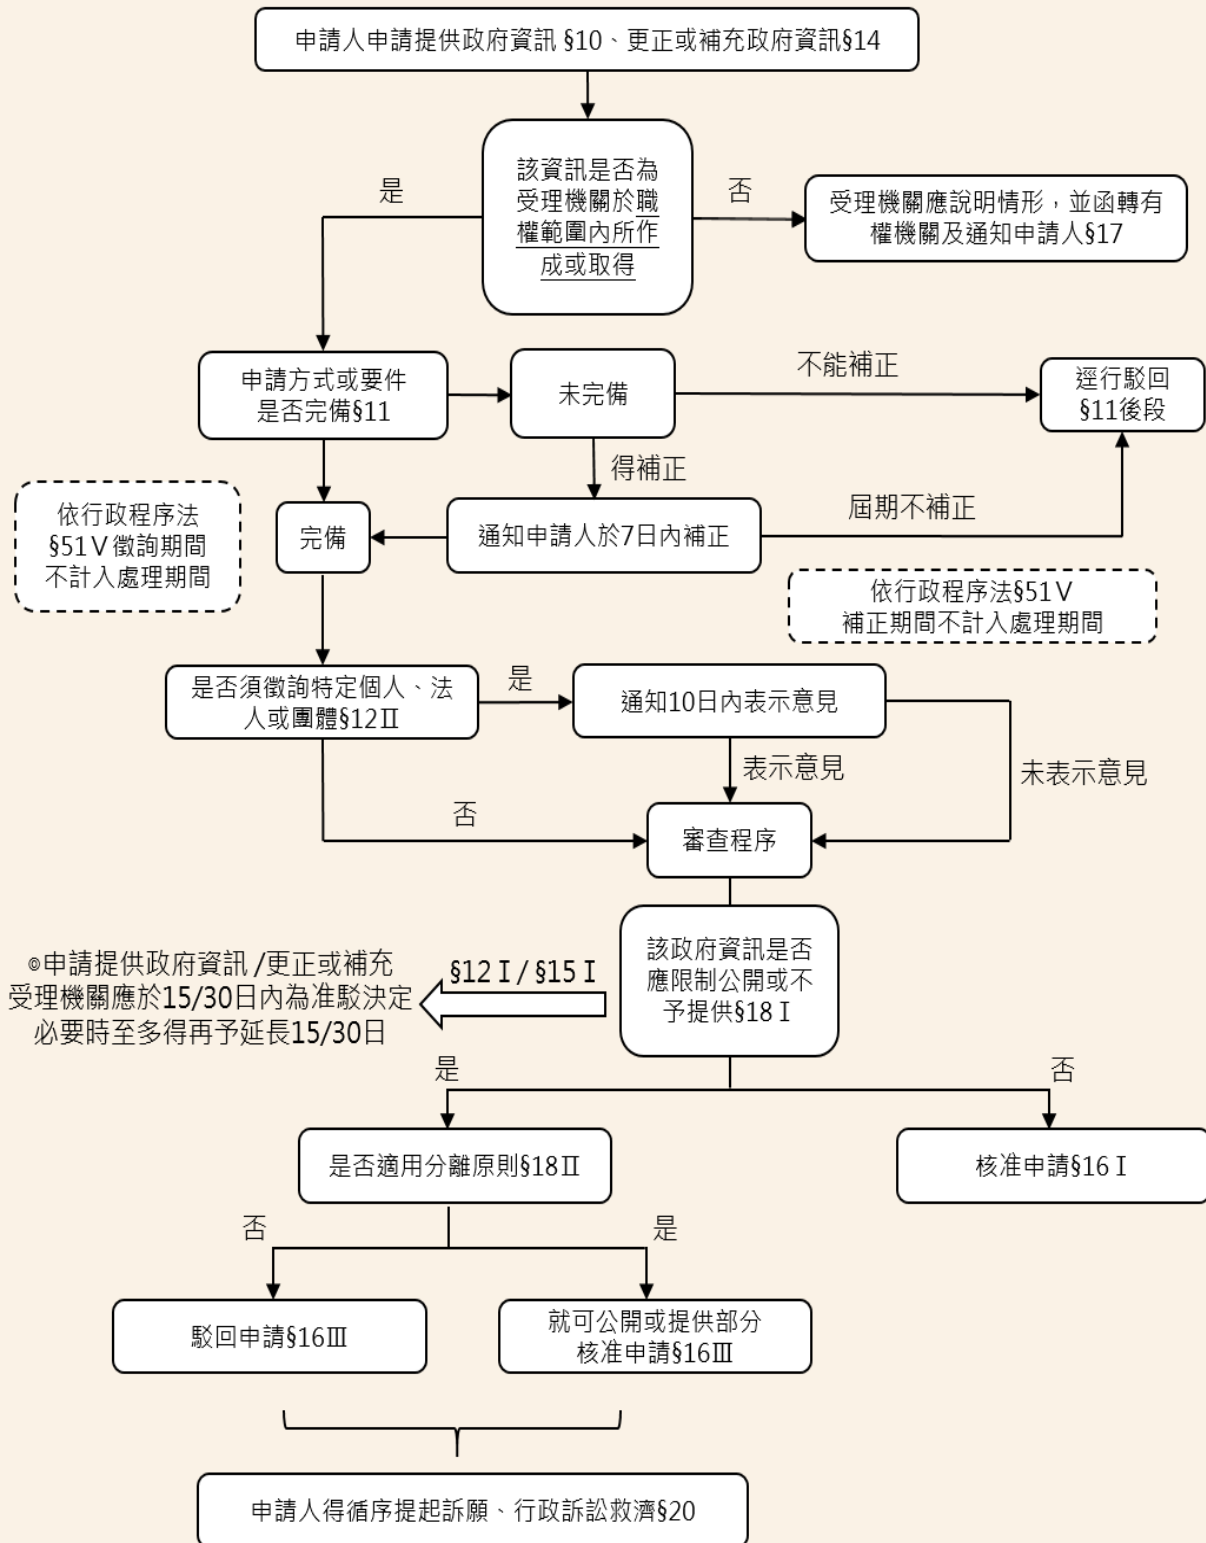 申請人申請提供政府資訊 §10、更正或補充政府資訊§14
該資訊是否為
受理機關於職
權範圍內所作
成或取得
是
否
受理機關應說明情形，並函轉有
權機關及通知申請人§17
申請方式或要件
是否完備§11
未完備
不能補正
逕行駁回
§11後段
得補正
依行政程序法
§51Ⅴ徵詢期間
不計入處理期間
完備
通知申請人於7日內補正
屆期不補正
依行政程序法§51Ⅴ
補正期間不計入處理期間
是否須徵詢特定個人、法
人或團體§12Ⅱ
是
通知10日內表示意見
表示意見
未表示意見
否
審查程序
該政府資訊是否
應限制公開或不
予提供§18Ⅰ
§12Ⅰ/ §15Ⅰ
◎申請提供政府資訊 /更正或補充
受理機關應於15/30日內為准駁決定
必要時至多得再予延長15/30日
是
否
是否適用分離原則§18Ⅱ
核准申請§16Ⅰ
否
是
駁回申請§16Ⅲ
就可公開或提供部分
核准申請§16Ⅲ
申請人得循序提起訴願、行政訴訟救濟§20